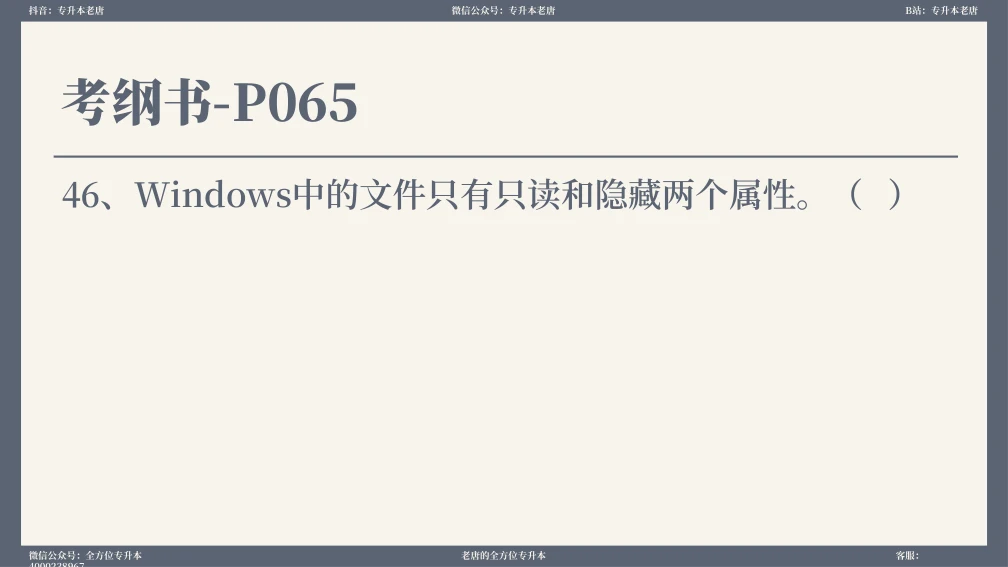 抖音：专升本老唐
微信公众号：专升本老唐
B站：专升本老唐
考纲书-P065
46、Windows中的文件只有只读和隐藏两个属性。（ ）
微信公众号：全方位专升本
老唐的全方位专升本
客服：
4000238967